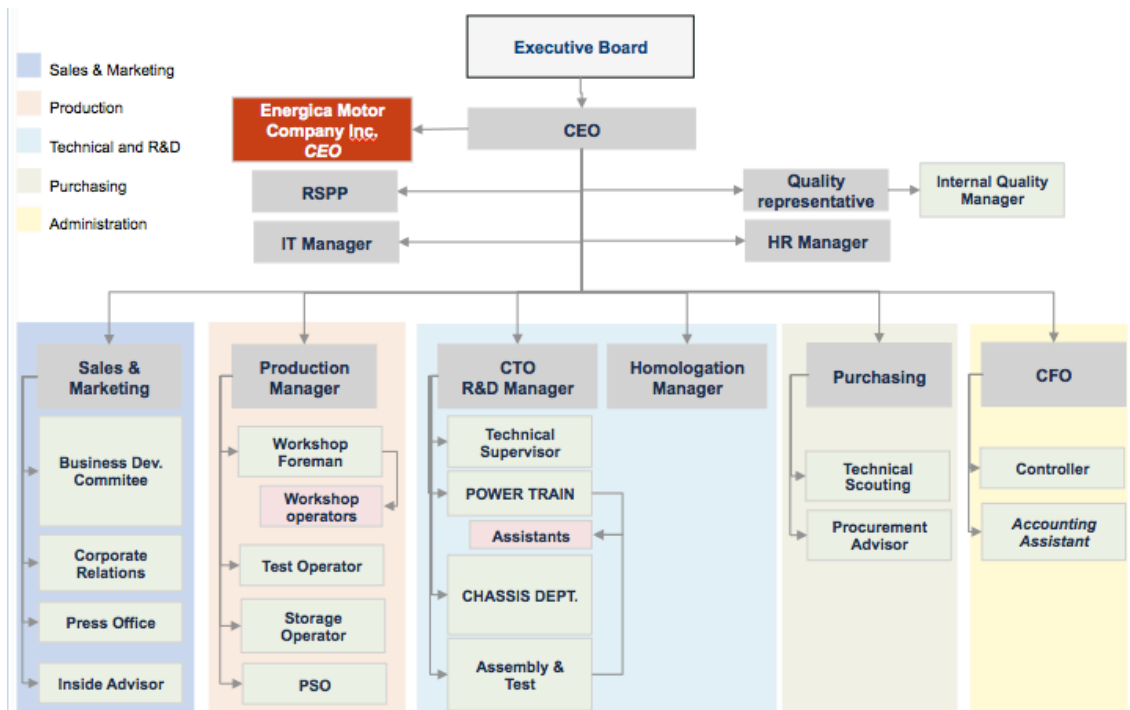 Executive Board
Sales & Marketing
Production
Technical and R&D
Purchasing
Administration
Energica Motor
Company Inc.
CEO
CEO
RSPP
Quality
representative
Internal Quality
Manager
IT Manager
HR Manager
Sales &
Marketing
Business Dev.
Commitee
Corporate
Relations
Press Office
Inside Advisor
Production
Manager
Workshop
Foreman
Workshop
operators
Test Operator
Storage
Operator
PSO
CTO
R&D Manager
Technical
Supervisor
POWER TRAIN
Assistants
CHASSIS DEPT.
Assembly &
Test
Homologation
Manager
Purchasing
Technical
Scouting
Procurement
Advisor
CFO
Controller
Accounting
Assistant